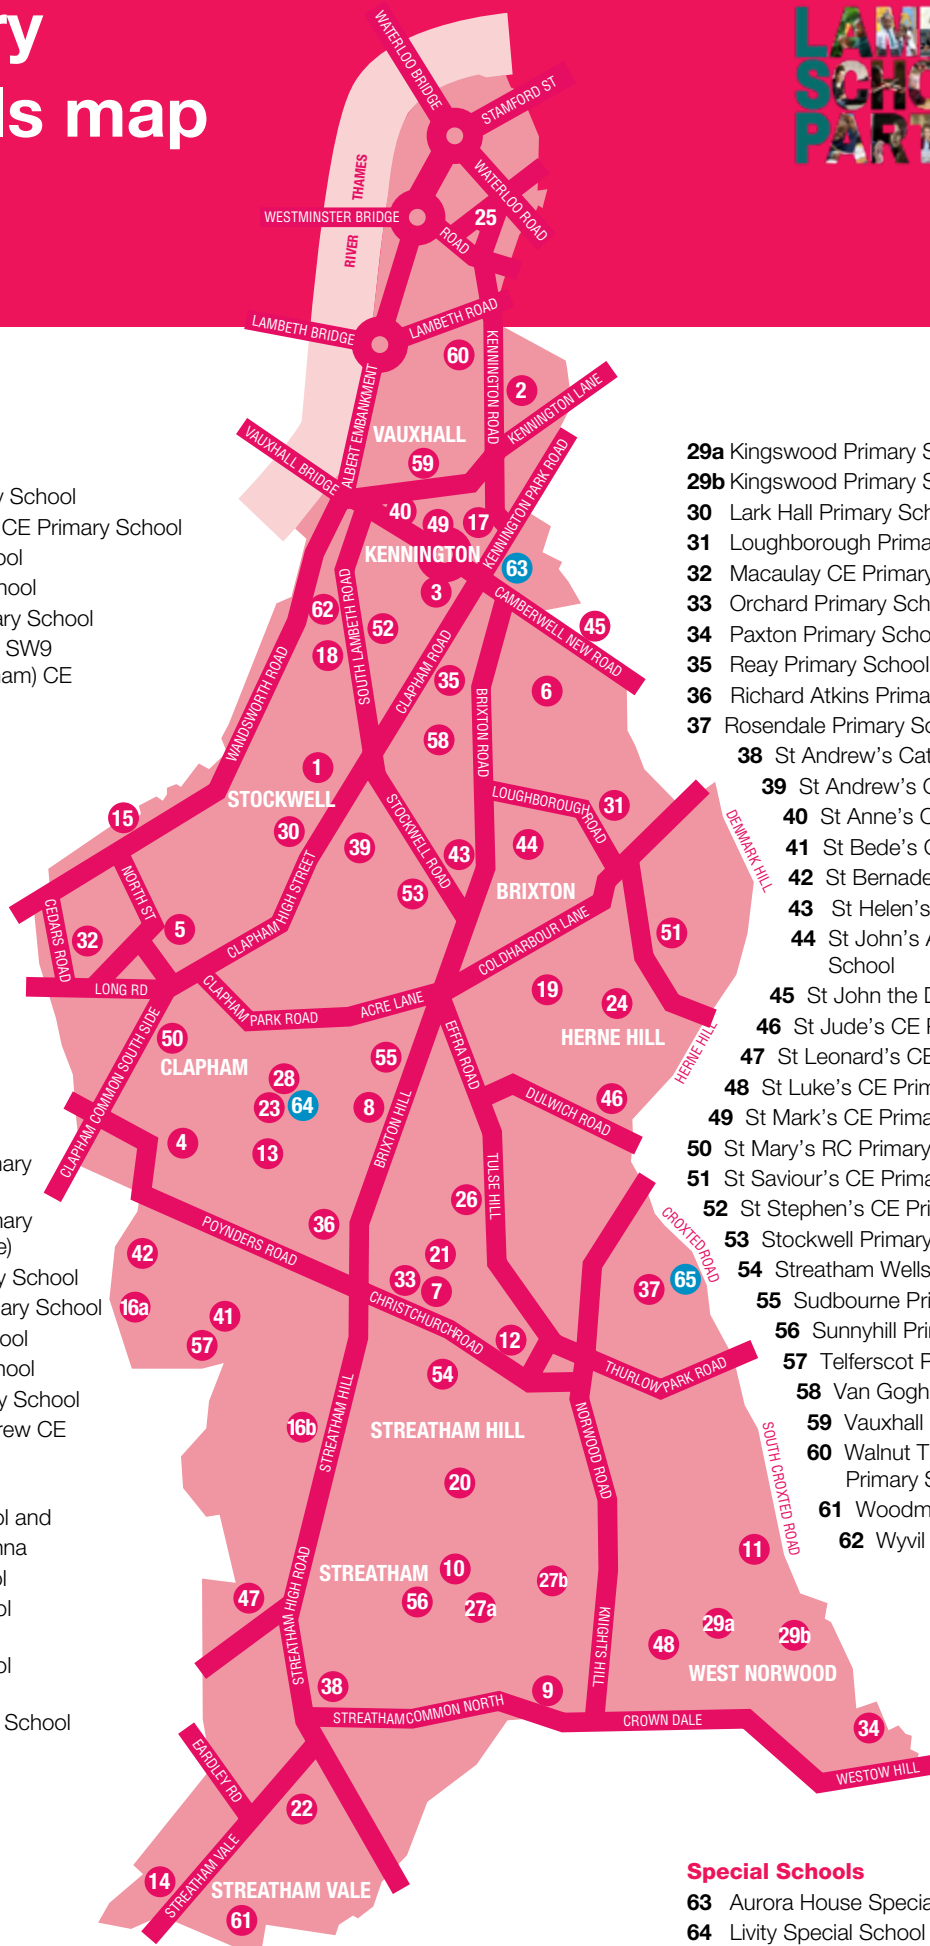 ry
ls map
LAM
SCHO
PART
WATERLOO BRIDGE
STAMFORD ST
WATERLOO ROAD
RIVER THAMES
WESTMINSTER BRIDGE
ROAD
25
LAMBETH BRIDGE
LAMBETH ROAD
60
KENNINGTON ROAD
2
KENNINGTON LANE
ALBERT EMBANKMENT
VAUXHALL
VAUXHALL BRIDGE
59
KENNINGTON PARK ROAD
40
49
17
KENNINGTON
63
3
CAMBERWELL NEW ROAD
62
SOUTH LAMBETH ROAD
52
45
18
CLAPHAM ROAD
35
6
WANDSWORTH ROAD
BRIXTON ROAD
58
1
STOCKWELL
LOUGHBOROUGH ROAD
31
15
30
39
STOCKWELL ROAD
43
44
DENMARK HILL
NORTH ST
CLAPHAM HIGH STREET
53
BRIXTON
CEDARS ROAD
32
5
COLDHARBOUR LANE
51
LONG RD
CLAPHAM PARK ROAD
ACRE LANE
19
24
50
CLAPHAM
EFFRA ROAD
HERNE HILL
HERNE HILL
CLAPHAM COMMON SOUTH SIDE
55
28
23
64
8
DULWICH ROAD
46
4
13
BRIXTON HILL
TULSE HILL
26
POYNDERS ROAD
36
CROXTED ROAD
42
21
33
7
37
65
16a
41
57
CHRISTCHURCH ROAD
12
54
THURLOW PARK ROAD
16b
STREATHAM HILL
STREATHAM HILL
NORWOOD ROAD
SOUTH CROXTED ROAD
20
STREATHAM
10
27b
11
56
27a
47
STREATHAM HIGH ROAD
KNIGHTS HILL
48
29a
29b
WEST NORWOOD
38
STREATHAM COMMON NORTH
9
CROWN DALE
34
WESTOW HILL
EARDLEY RD
22
STREATHAM VALE
14
STREATHAM VALE
61
y School
CE Primary School
ool
hool
ary School
SW9
am) CE
nary
nary
e)
y School
ary School
ool
chool
y School
rew CE
ol and
nna
ol
ol
ol
School
29a Kingswood Primary S
29b Kingswood Primary S
30 Lark Hall Primary Sch
31 Loughborough Prima
32 Macaulay CE Primary
33 Orchard Primary Sch
34 Paxton Primary Scho
35 Reay Primary School
36 Richard Atkins Prima
37 Rosendale Primary Sc
38 St Andrew's Cat
39 St Andrew's C
40 St Anne's C
41 St Bede's C
42 St Bernade
43 St Helen's
44 St John's A
School
45 St John the D
46 St Jude's CE P
47 St Leonard's CE
48 St Luke's CE Prim
49 St Mark's CE Prima
50 St Mary's RC Primary
51 St Saviour's CE Prima
52 St Stephen's CE Pri
53 Stockwell Primary
54 Streatham Wells
55 Sudbourne Pri
56 Sunnyhill Prin
57 Telferscot P
58 Van Gogh
59 Vauxhall
60 Walnut T
Primary S
61 Woodm
62 Wyvil
Special Schools
63 Aurora House Specia
64 Livity Special School